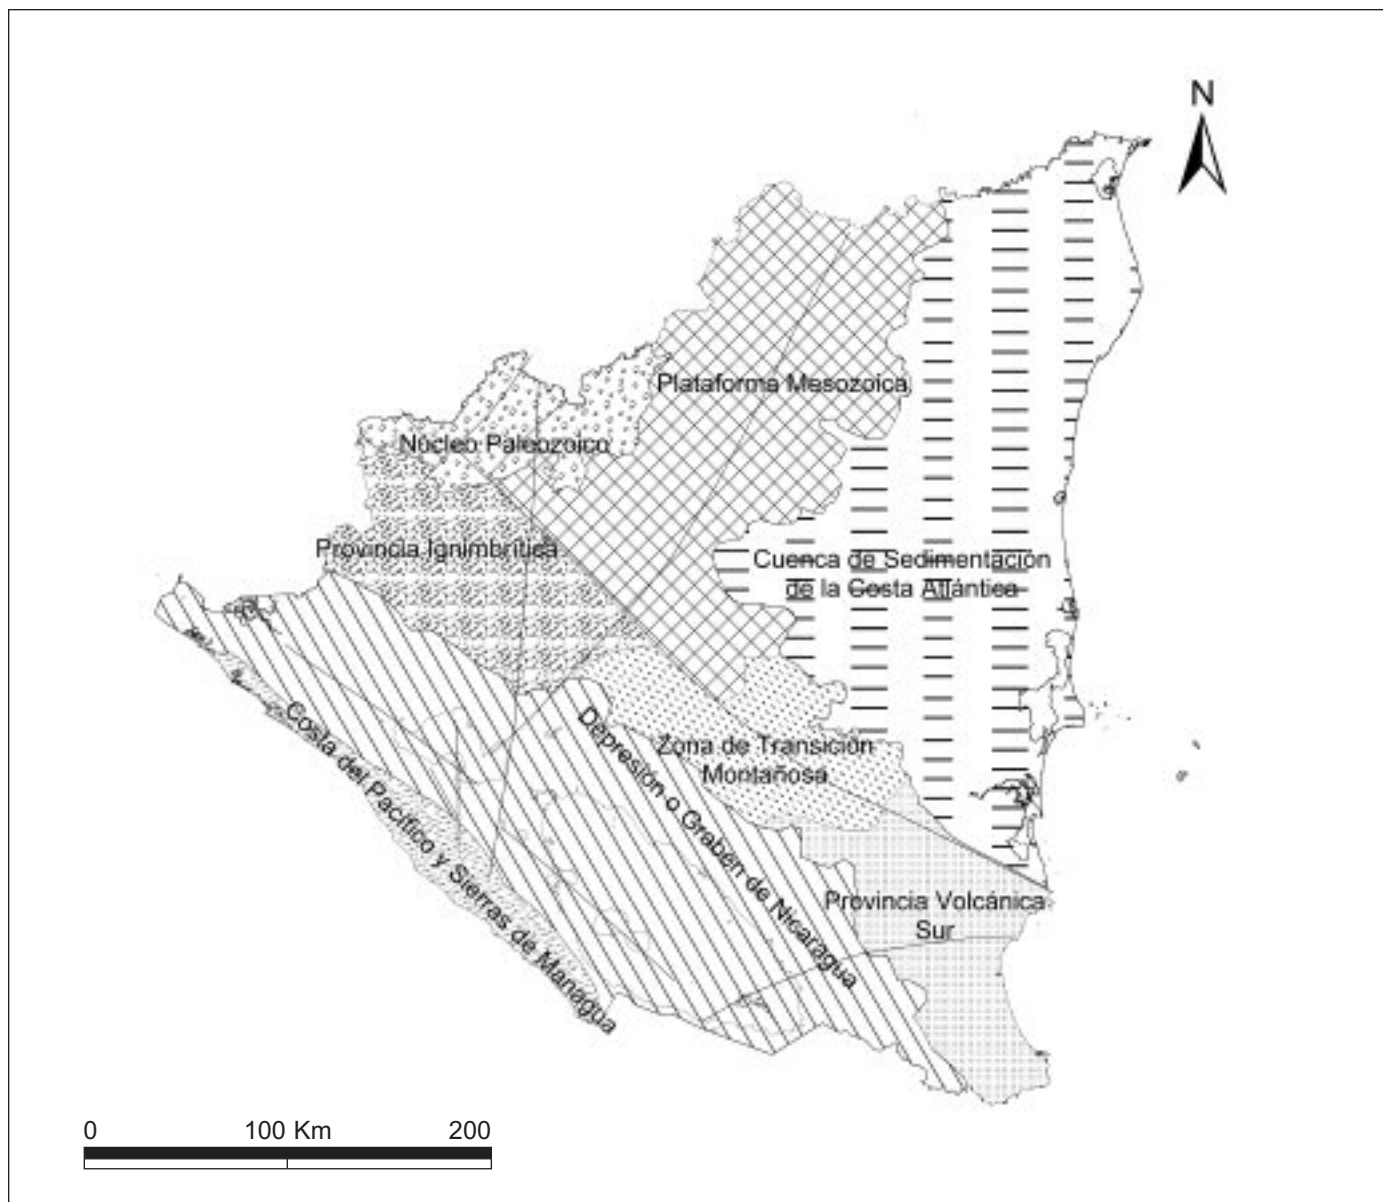 N
Plataforma Mesozoica
Núcleo Paleozoico
Provincia Ignimbrítica
Cuenca de Sedimentación
de la Costa Atlántica
Costa del Pacífico y Sierras de Managua
Depresión o Graben de Nicaragua
Zona de Transición
Montañosa
Provincia Volcánica
Sur
0 100 Km 200